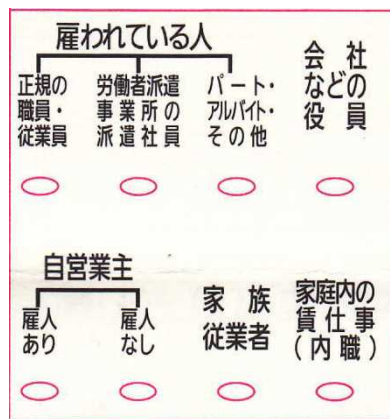 雇われている人
正規の
職員・
従業員
労働者派遣
事業所の
派遣社員
パート・
アルバイト・
その他
会社
などの
役員
自営業主
雇人
あり
雇人
なし
家族
従業者
家庭内の
賃仕事
(内職)